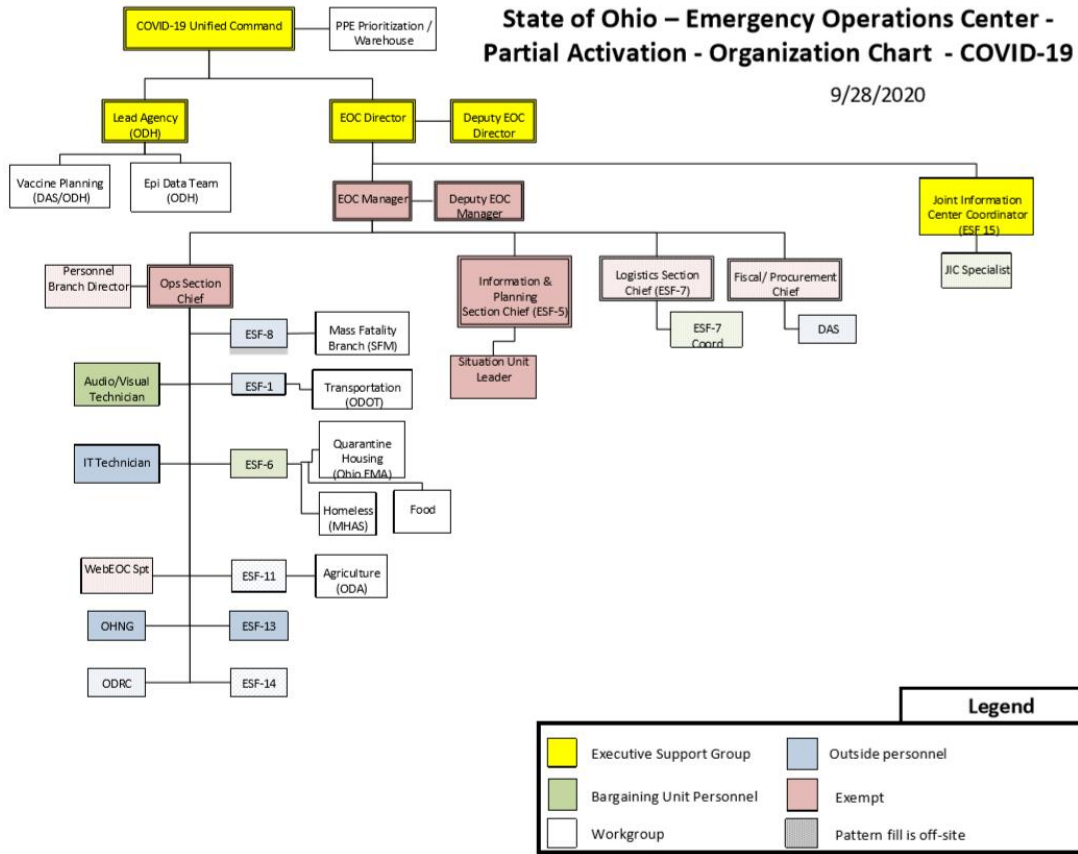 State of Ohio – Emergency Operations Center -
Partial Activation - Organization Chart - COVID-19
9/28/2020
COVID-19 Unified Command
PPE Prioritization /
Warehouse
Lead Agency
(ODH)
EOC Director
Deputy EOC
Director
Vaccine Planning
(DAS/ODH)
Epi Data Team
(ODH)
EOC Manager
Deputy EOC
Manager
Joint Information
Center Coordinator
(ESF 15)
JIC Specialist
Personnel
Branch Director
Ops Section
Chief
Information &
Planning
Section Chief (ESF-5)
Logistics Section
Chief (ESF-7)
Fiscal/ Procurement
Chief
ESF-7
Coord
DAS
Situation Unit
Leader
ESF-8
Mass Fatality
Branch (SFM)
Audio/Visual
Technician
ESF-1
Transportation
(ODOT)
IT Technician
ESF-6
Quarantine
Housing
(Ohio EMA)
Homeless
(MHAS)
Food
WebEOC Spt
ESF-11
Agriculture
(ODA)
OHNG
ESF-13
ODRC
ESF-14
Legend
Executive Support Group
Outside personnel
Bargaining Unit Personnel
Exempt
Workgroup
Pattern fill is off-site